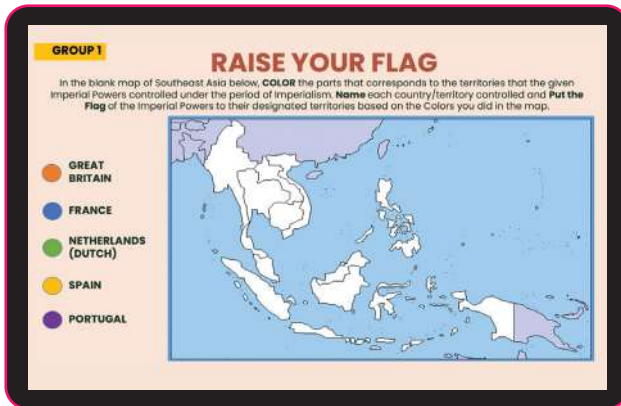 GROUP 1
RAISE YOUR FLAG
In the blank map of Southeast Asia below, COLOR the parts that corresponds to the territories that the given
Imperial Powers controlled under the period of Imperialism. Name each country/territory controlled and Put the
Flag of the Imperial Powers to their designated territories based on the Colors you did in the map.
GREAT
BRITAIN
FRANCE
NETHERLANDS
(DUTCH)
SPAIN
PORTUGAL